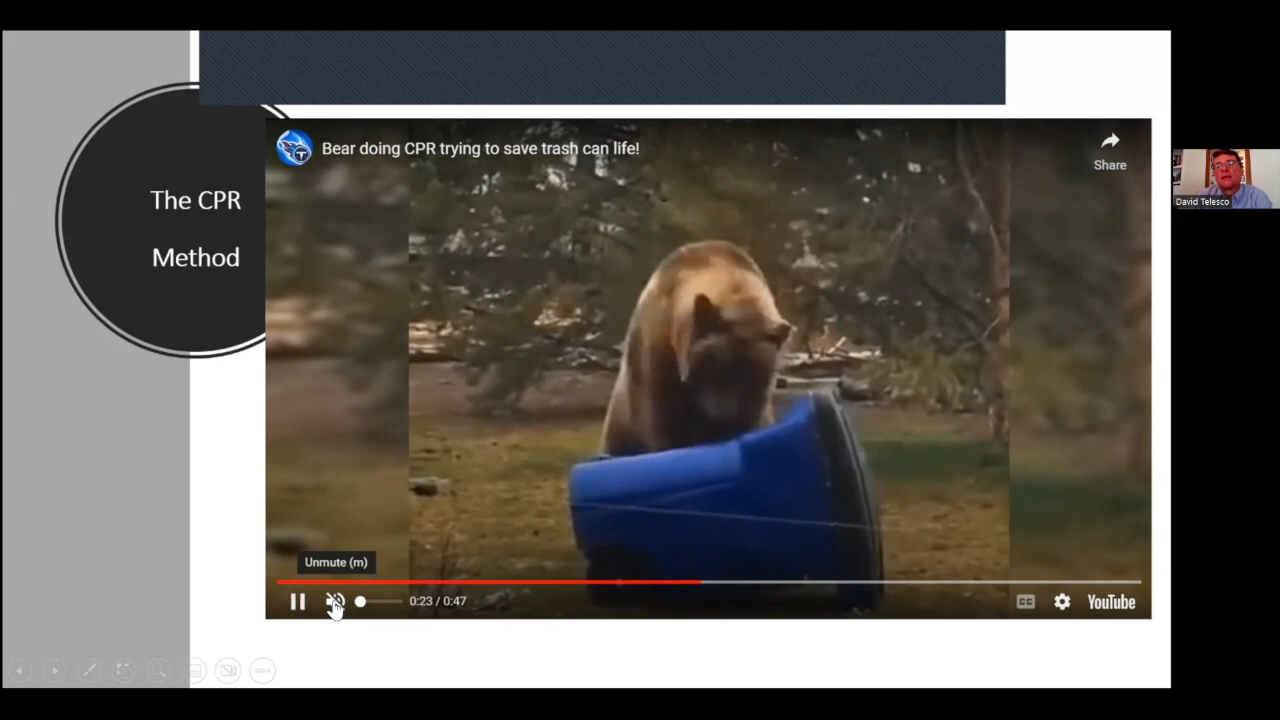 The CPR
Method
Bear doing CPR trying to save trash can life!
Share
David Telesco
Unmute (m)
0:23 / 0:47
CC
YouTube